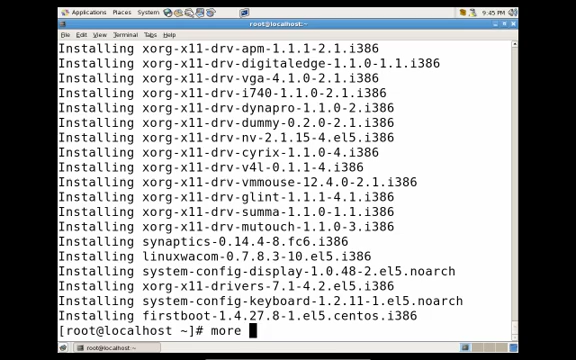 Applications Places System 9:45 PM
root@localhost:~
File Edit View Terminal Tabs Help
Installing xorg-x11-drv-apm-1.1.1-2.1.i386
Installing xorg-x11-drv-digitaledge-1.1.0-1.1.i386
Installing xorg-x11-drv-vga-4.1.0-2.1.i386
Installing xorg-x11-drv-i740-1.1.0-2.1.i386
Installing xorg-x11-drv-dynapro-1.1.0-2.i386
Installing xorg-x11-drv-dummy-0.2.0-2.1.i386
Installing xorg-x11-drv-nv-2.1.15-4.el5.i386
Installing xorg-x11-drv-cyrix-1.1.0-4.i386
Installing xorg-x11-drv-v4l-0.1.1-4.i386
Installing xorg-x11-drv-vmmouse-12.4.0-2.1.i386
Installing xorg-x11-drv-glint-1.1.1-4.1.i386
Installing xorg-x11-drv-summa-1.1.0-1.1.i386
Installing xorg-x11-drv-mutouch-1.1.0-3.i386
Installing synaptics-0.14.4-8.fc6.i386
Installing linuxwacom-0.7.8.3-10.el5.i386
Installing system-config-display-1.0.48-2.el5.noarch
Installing xorg-x11-drivers-7.1-4.2.el5.i386
Installing system-config-keyboard-1.2.11-1.el5.noarch
Installing firstboot-1.4.27.8-1.el5.centos.i386
[root@localhost ~]# more
root@localhost:~